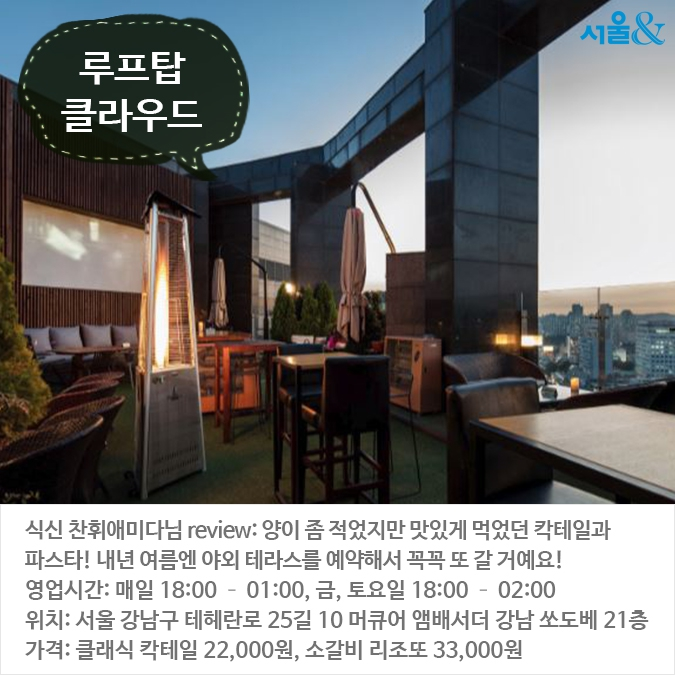 서울&
루프탑
클라우드
식신 찬휘애미다님 review: 양이 좀 적었지만 맛있게 먹었던 칵테일과
파스타! 내년 여름엔 야외 테라스를 예약해서 꼭꼭 또 갈 거예요!
영업시간: 매일 18:00 – 01:00, 금, 토요일 18:00 – 02:00
위치: 서울 강남구 테헤란로 25길 10 머큐어 앰배서더 강남 쏘도베 21층
가격: 클래식 칵테일 22,000원, 소갈비 리조또 33,000원